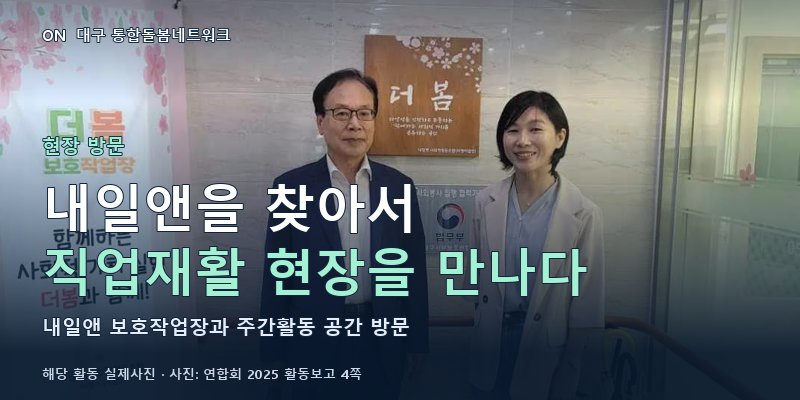 ON 대구 통합돌봄네트워크
더봄
보호작업장
현장 방문
내일앤을 찾아서
직업재활 현장을 만나다
내일앤 보호작업장과 주간활동 공간 방문
해당 활동 실제사진 · 사진: 연합회 2025 활동보고 4쪽
함께하는
더 봄
법무부